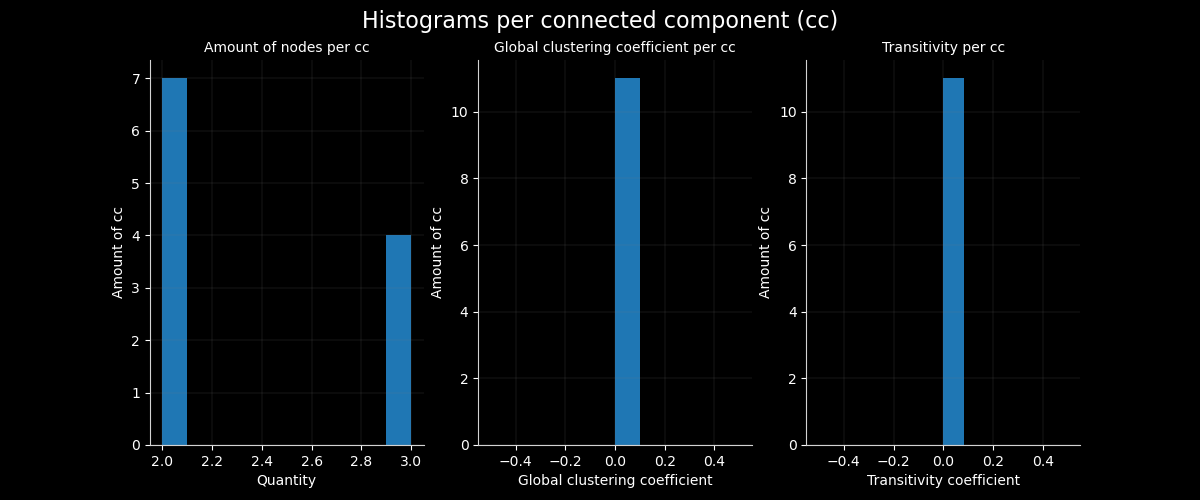 Histograms per connected component (cc)
Amount of nodes per cc
Amount of cc
7
6
5
4
3
2
1
0
2.0 2.2 2.4 2.6 2.8 3.0
Quantity
Global clustering coefficient per cc
Amount of cc
10
8
6
4
2
0
−0.4 −0.2 0.0 0.2 0.4
Global clustering coefficient
Transitivity per cc
Amount of cc
10
8
6
4
2
0
−0.4 −0.2 0.0 0.2 0.4
Transitivity coefficient